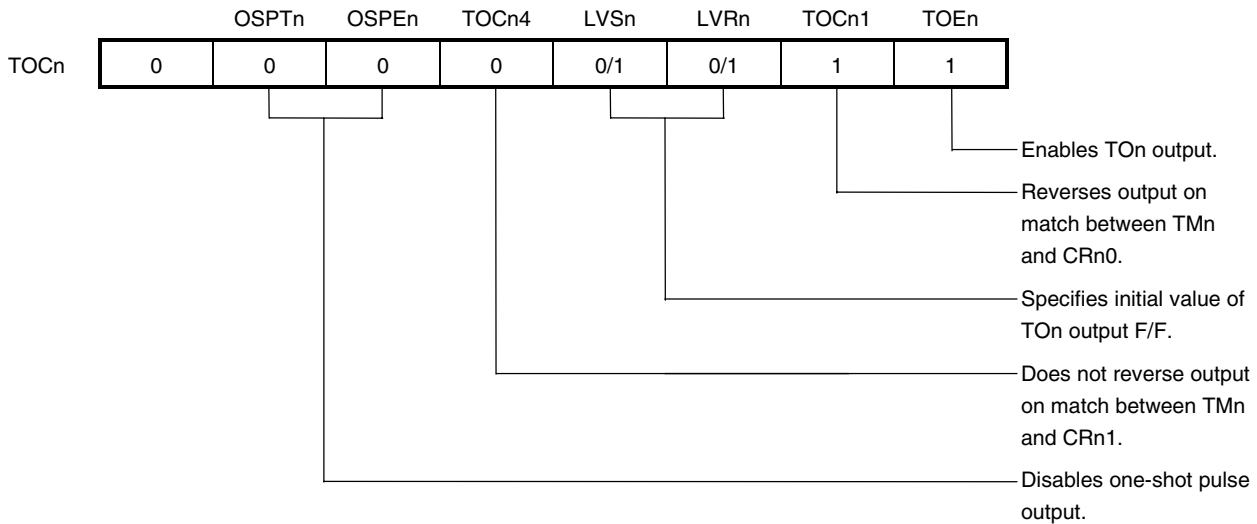 OSPTn OSPEn TOCn4 LVSn LVRn TOCn1 TOEn
TOCn 0 0 0 0 0/1 0/1 1 1
Enables TOn output.
Reverses output on
match between TMn
and CRn0.
Specifies initial value of
TOn output F/F.
Does not reverse output
on match between TMn
and CRn1.
Disables one-shot pulse
output.